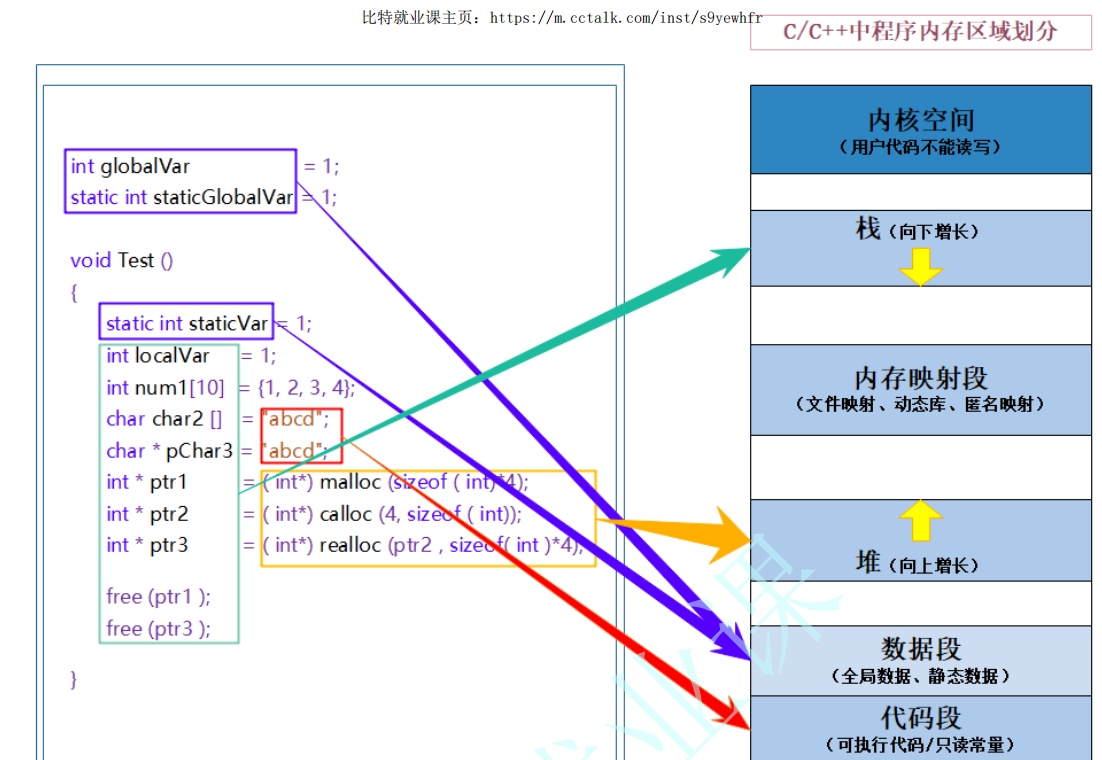 比特就业课主页：https://m.cctalk.com/inst/s9yewhfr
C/C++中程序内存区域划分
int globalVar = 1;
static int staticGlobalVar = 1;
void Test ()
{
static int staticVar = 1;
int localVar = 1;
int num1[10] = {1, 2, 3, 4};
char char2 [] = "abcd";
char * pChar3 = "abcd";
int * ptr1 = ( int*) malloc (sizeof ( int)*4);
int * ptr2 = ( int*) calloc (4, sizeof ( int));
int * ptr3 = ( int*) realloc (ptr2 , sizeof( int )*4);
free (ptr1 );
free (ptr3 );
}
内核空间
（用户代码不能读写）
栈（向下增长）
内存映射段
（文件映射、动态库、匿名映射）
堆（向上增长）
数据段
（全局数据、静态数据）
代码段
（可执行代码/只读常量）
业课